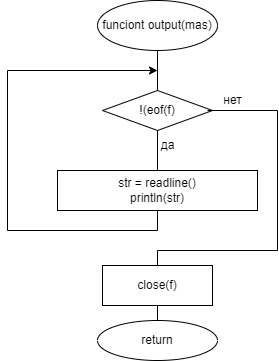 funciont output(mas)
!(eof(f)
нет
да
str = readline()
println(str)
close(f)
return